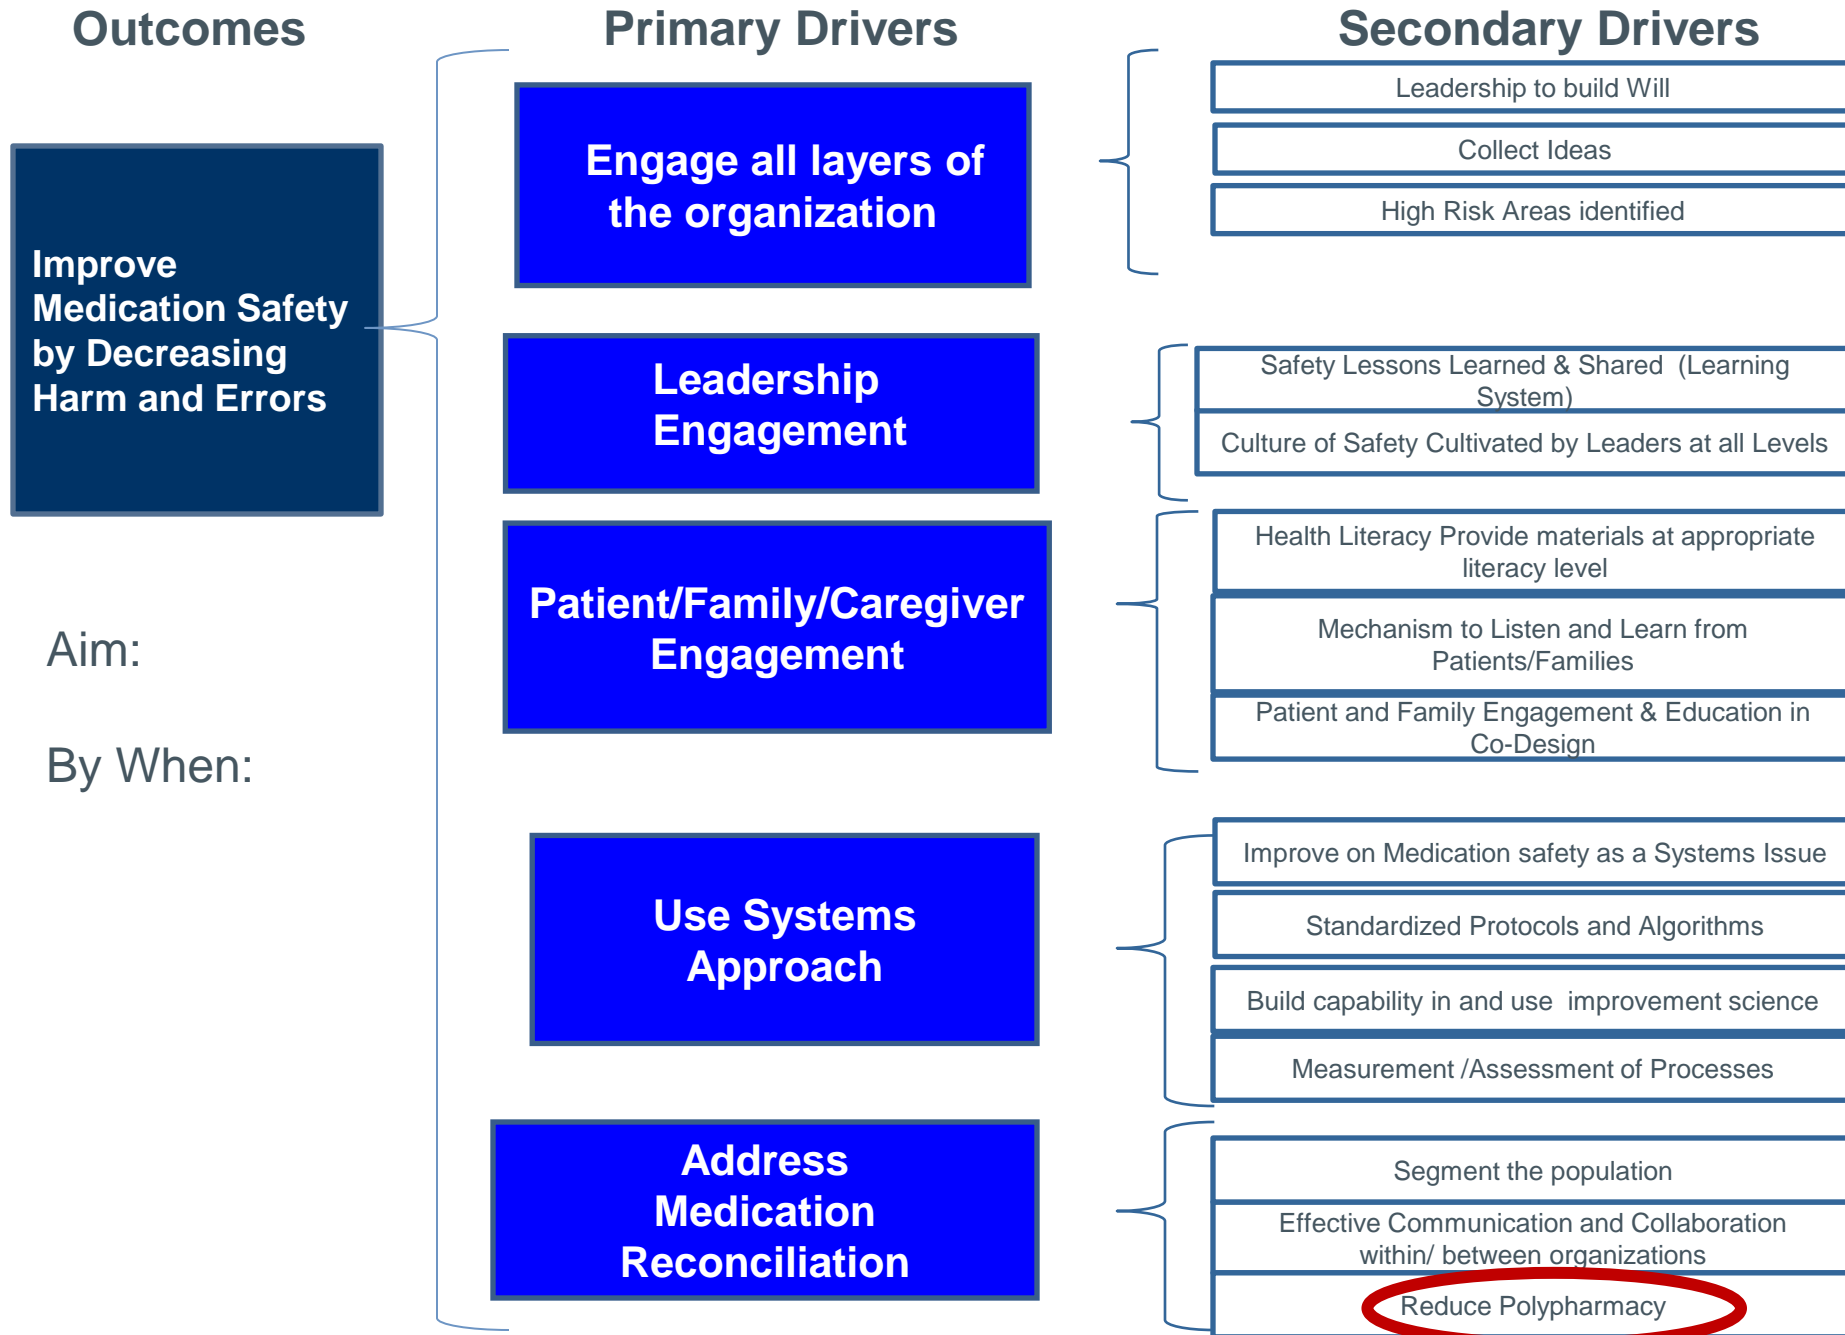 Outcomes
Primary Drivers
Secondary Drivers
Improve
Medication Safety
by Decreasing
Harm and Errors
Aim:
By When:
Engage all layers of
the organization
Leadership to build Will
Collect Ideas
High Risk Areas identified
Leadership
Engagement
Safety Lessons Learned & Shared (Learning
System)
Culture of Safety Cultivated by Leaders at all Levels
Patient/Family/Caregiver
Engagement
Health Literacy Provide materials at appropriate
literacy level
Mechanism to Listen and Learn from
Patients/Families
Patient and Family Engagement & Education in
Co-Design
Use Systems
Approach
Improve on Medication safety as a Systems Issue
Standardized Protocols and Algorithms
Build capability in and use improvement science
Measurement /Assessment of Processes
Address
Medication
Reconciliation
Segment the population
Effective Communication and Collaboration
within/ between organizations
Reduce Polypharmacy